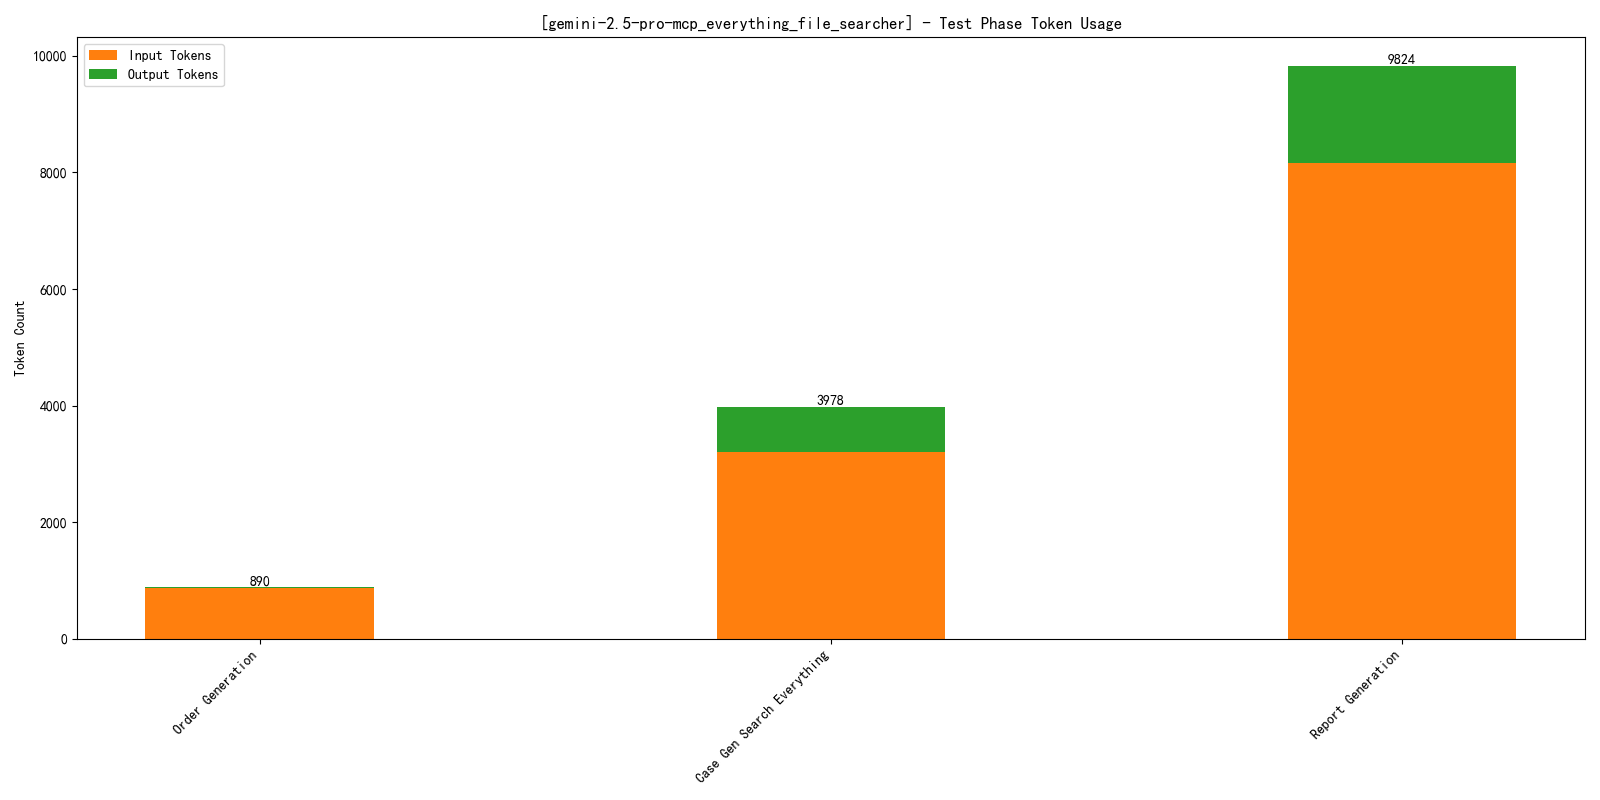 [gemini-2.5-pro-mcp_everything_file_searcher] - Test Phase Token Usage
Input Tokens
Output Tokens
Token Count
10000
8000
6000
4000
2000
0
890
3978
9824
Order Generation
Case Gen Search Everything
Report Generation